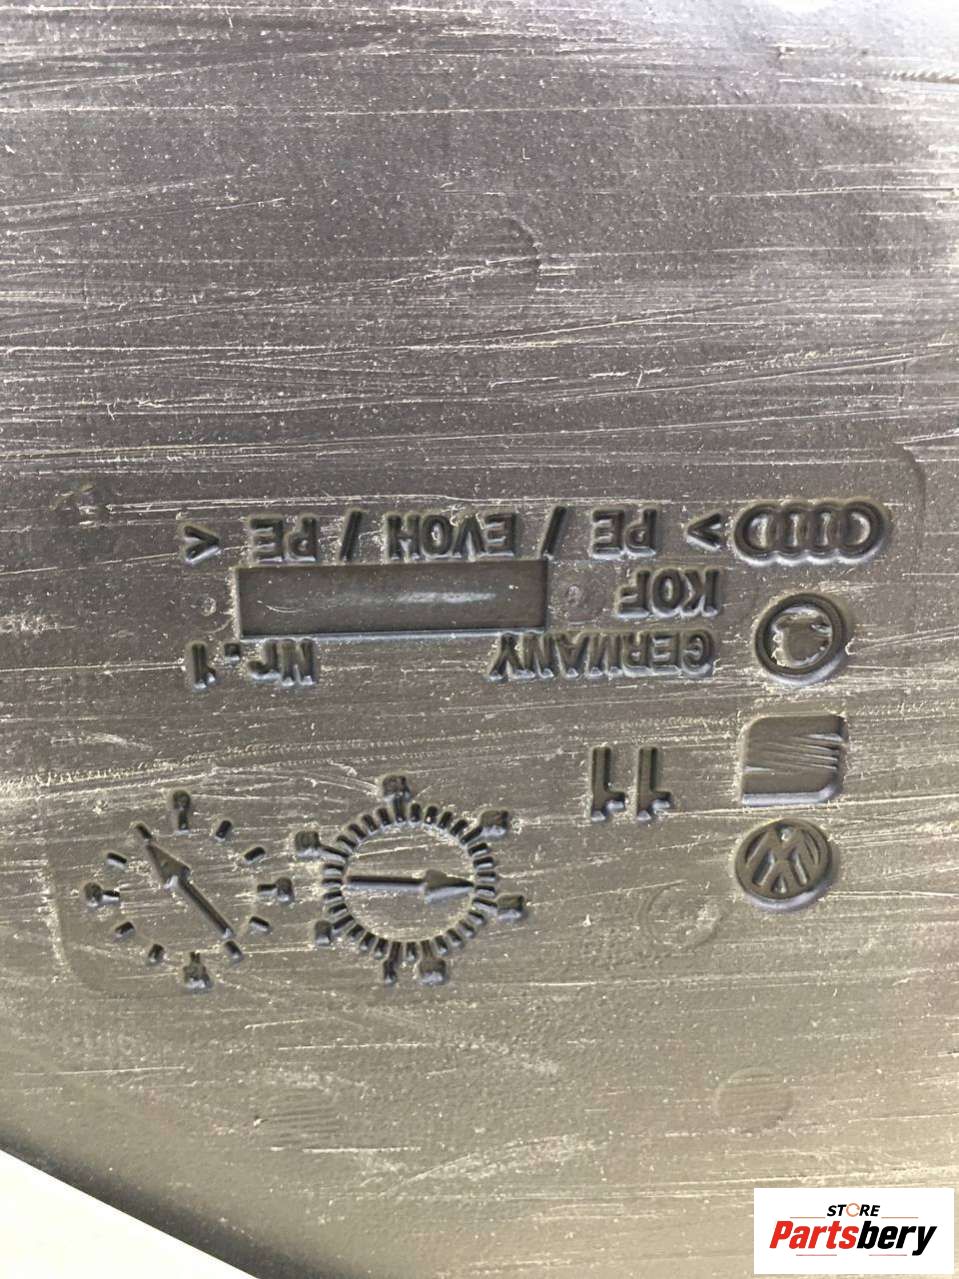 11
GERMANY Nr.1
KOF
< PE / EVOH / PE >
STORE
Partsbery